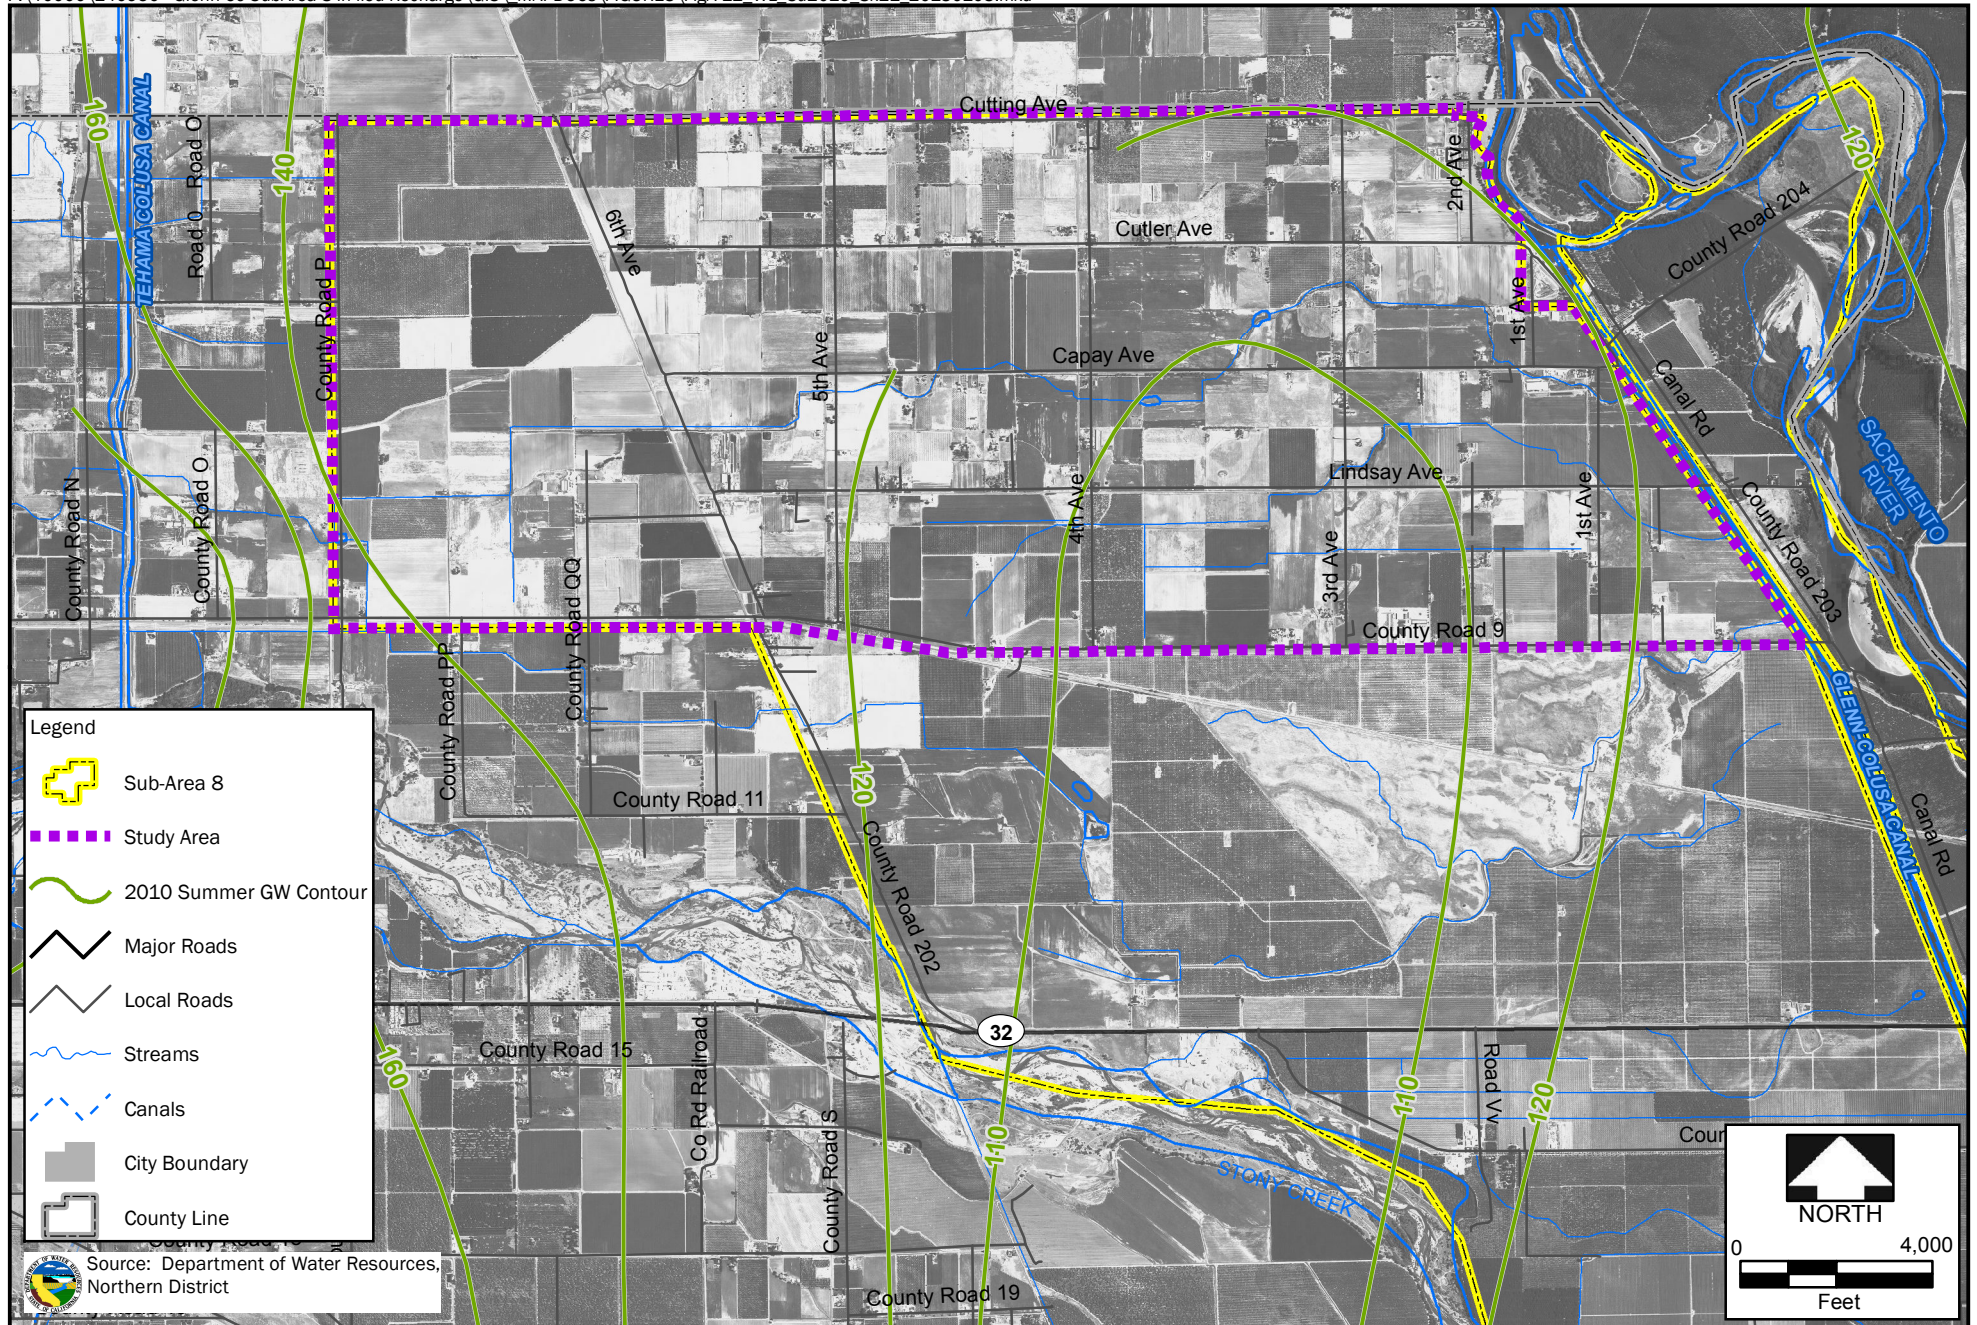 160
TEHAMA COLUSA CANAL
Road O
Road 0
140
County Road P
Cutting Ave
6th Ave
2nd Ave
Cutler Ave
County Road 204
120
5th Ave
Capay Ave
1st Ave
Canal Rd
SACRAMENTO
RIVER
County Road N
County Road O
Lindsay Ave
4th Ave
1st Ave
County Road 203
County Road QQ
3rd Ave
County Road 9
County Road PP
GLENN COLUSA CANAL
120
County Road 11
Canal Rd
County Road 202
32
County Road 15
160
Co Rd Railroad
County Road S
110
110
Road Vv
120
Cour
STONY CREEK
County Road 19
Legend
Sub-Area 8
Study Area
2010 Summer GW Contour
Major Roads
Local Roads
Streams
Canals
City Boundary
County Line
Source: Department of Water Resources,
Northern District
NORTH
0 4,000
Feet